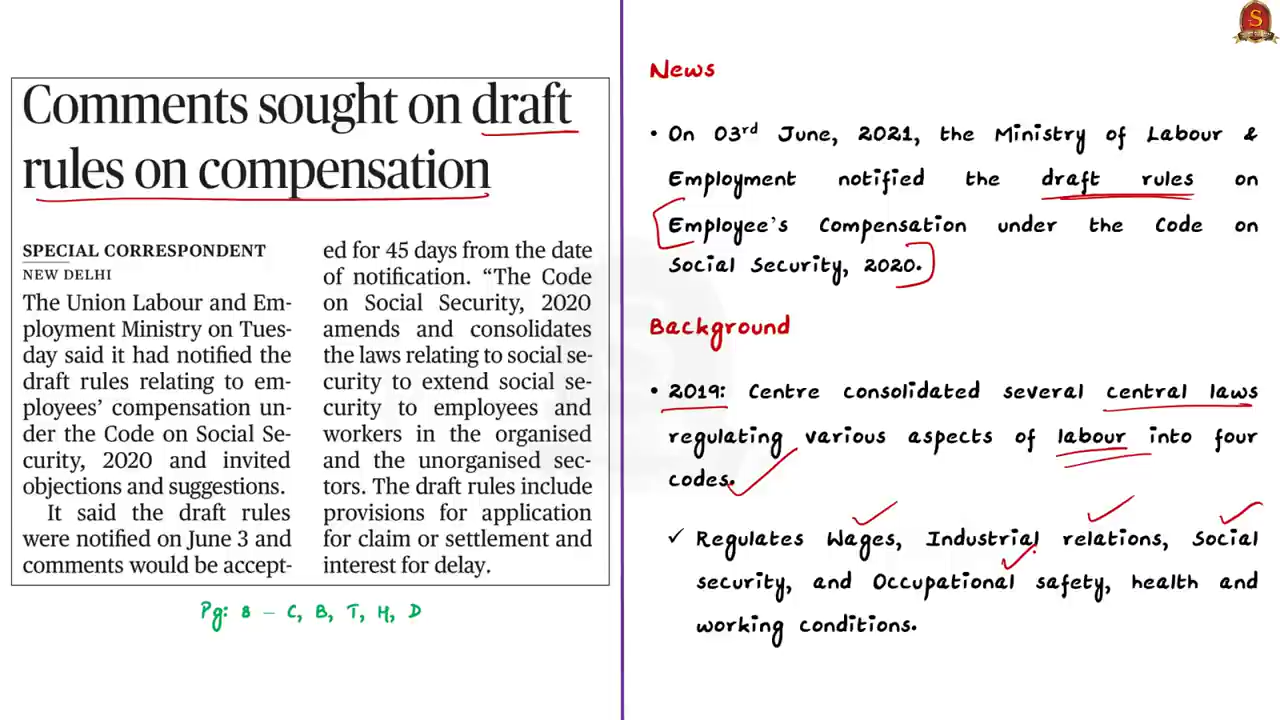 Comments sought on draft
rules on compensation
SPECIAL CORRESPONDENT
NEW DELHI
The Union Labour and Em-
ployment Ministry on Tues-
day said it had notified the
draft rules relating to em-
ployees’ compensation un-
der the Code on Social Se-
curity, 2020 and invited
objections and suggestions.
It said the draft rules
were notified on June 3 and
comments would be accept-
ed for 45 days from the date
of notification. “The Code
on Social Security, 2020
amends and consolidates
the laws relating to social se-
curity to extend social se-
curity to employees and
workers in the organised
and the unorganised sec-
tors. The draft rules include
provisions for application
for claim or settlement and
interest for delay.
Pg: 8 – C, B, T, H, D
News
• On 03rd June, 2021, the Ministry of Labour &
Employment notified the draft rules on
Employee's Compensation under the Code on
Social Security, 2020.
Background
• 2019: Centre consolidated several central laws
regulating various aspects of labour into four
codes.
✓ Regulates Wages, Industrial relations, Social
security, and Occupational safety, health and
working conditions.
S